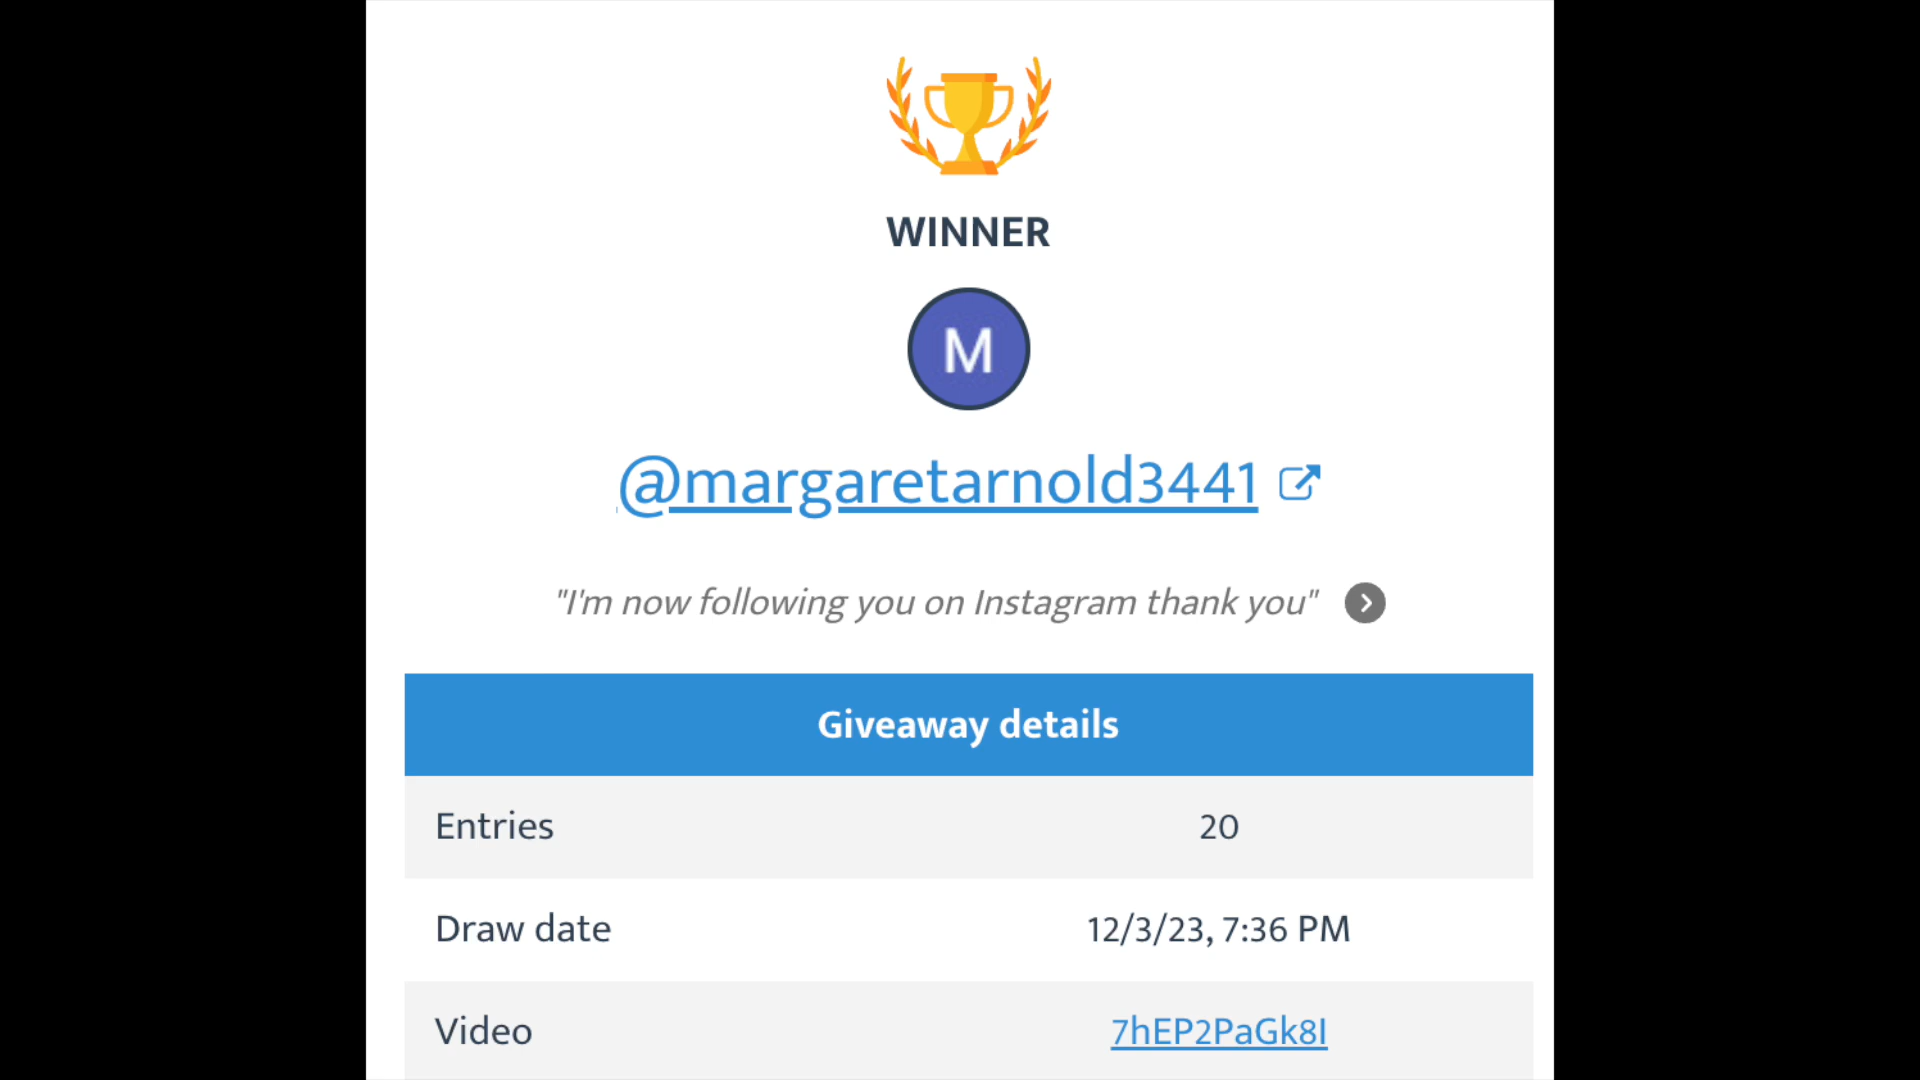 WINNER
M
@margaretarnold3441
"I'm now following you on Instagram thank you"
Giveaway details
Entries 20
Draw date 12/3/23, 7:36 PM
Video 7hEP2PaGk8I